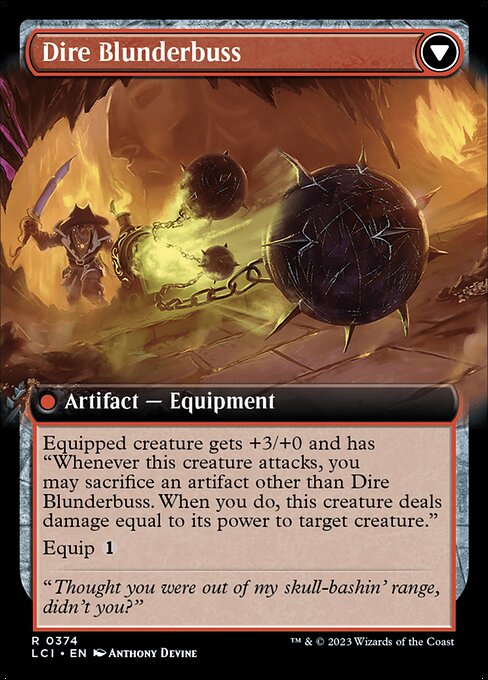 Dire Blunderbuss
Artifact — Equipment
Equipped creature gets +3/+0 and has
“Whenever this creature attacks, you
may sacrifice an artifact other than Dire
Blunderbuss. When you do, this creature deals
damage equal to its power to target creature.”
Equip 1
“Thought you were out of my skull-bashin’ range,
didn’t you?”
R 0374
LCI • EN Anthony Devine
™ & © 2023 Wizards of the Coast